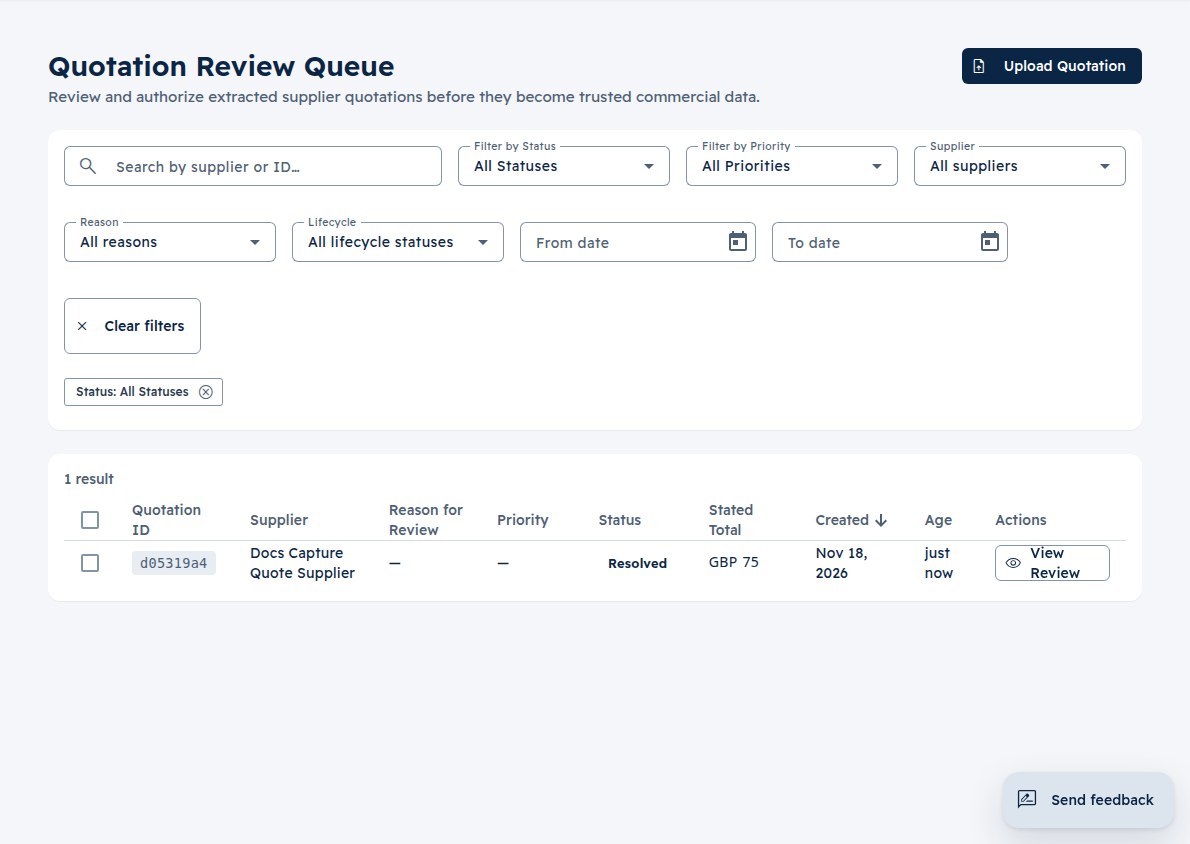 Quotation Review Queue
Upload Quotation
Review and authorize extracted supplier quotations before they become trusted commercial data.
Search by supplier or ID…
Filter by Status
All Statuses
Filter by Priority
All Priorities
Supplier
All suppliers
Reason
All reasons
Lifecycle
All lifecycle statuses
From date
To date
Clear filters
Status: All Statuses
1 result
Quotation
ID
Supplier
Reason for
Review
Priority
Status
Stated
Total
Created
Age
Actions
d05319a4
Docs Capture
Quote Supplier
—
—
Resolved
GBP 75
Nov 18,
2026
just
now
View
Review
Send feedback